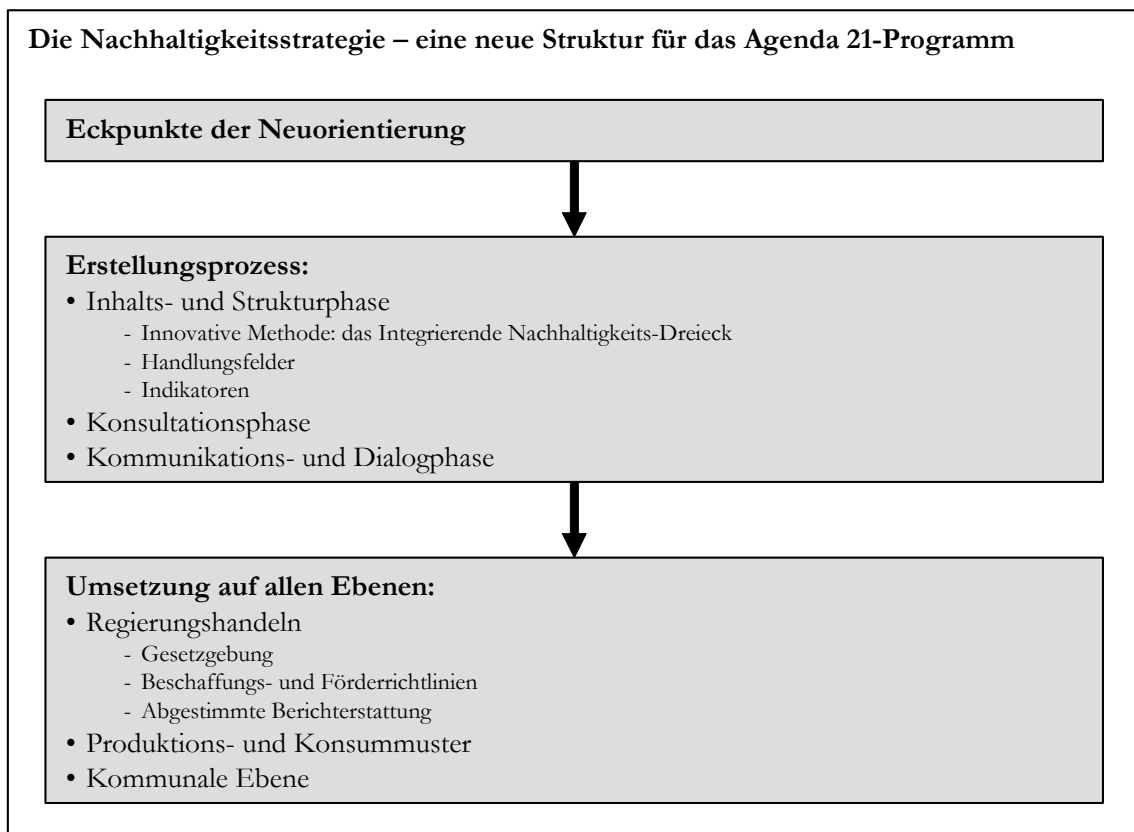 Die Nachhaltigkeitsstrategie – eine neue Struktur für das Agenda 21-Programm
Eckpunkte der Neuorientierung
Erstellungsprozess:
• Inhalts- und Strukturphase
- Innovative Methode: das Integrierende Nachhaltigkeits-Dreieck
- Handlungsfelder
- Indikatoren
• Konsultationsphase
• Kommunikations- und Dialogphase
Umsetzung auf allen Ebenen:
• Regierungshandeln
- Gesetzgebung
- Beschaffungs- und Förderrichtlinien
- Abgestimmte Berichterstattung
• Produktions- und Konsummuster
• Kommunale Ebene